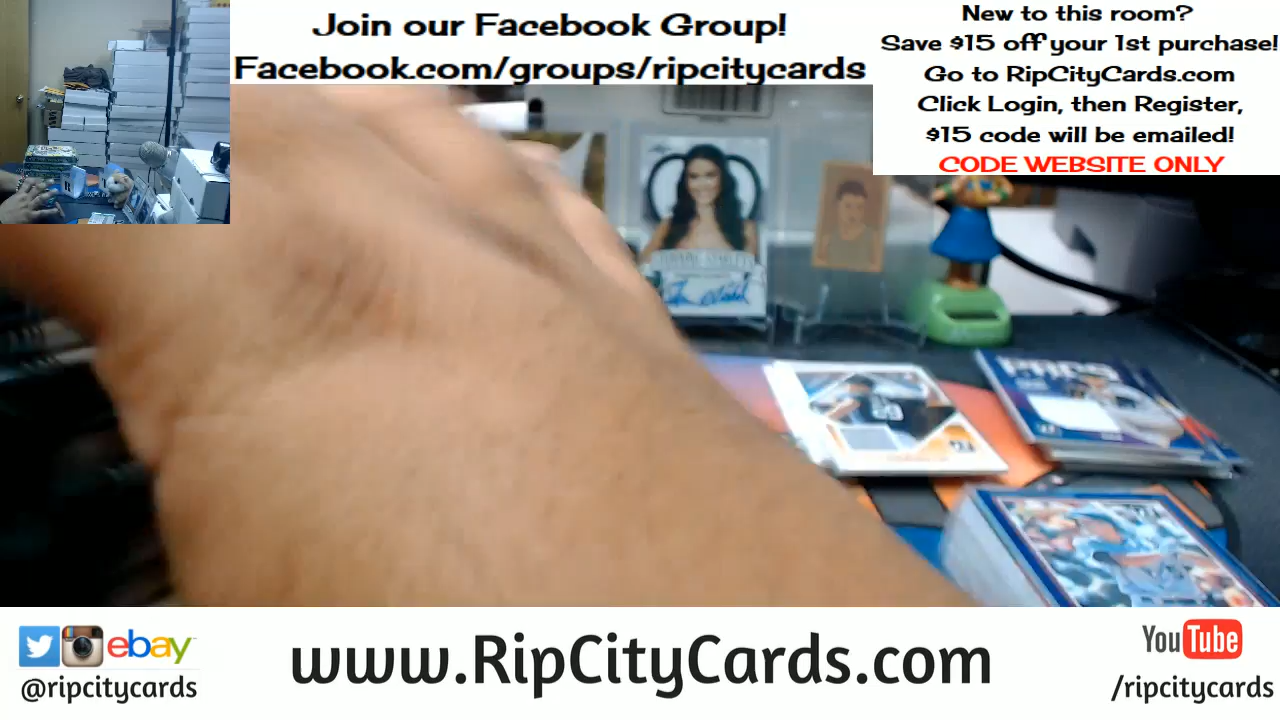 Join our Facebook Group!
Facebook.com/groups/ripcitycards
New to this room?
Save $15 off your 1st purchase!
Go to RipCityCards.com
Click Login, then Register,
$15 code will be emailed!
CODE WEBSITE ONLY
ebay
@ripcitycards
www.RipCityCards.com
YouTube
/ripcitycards